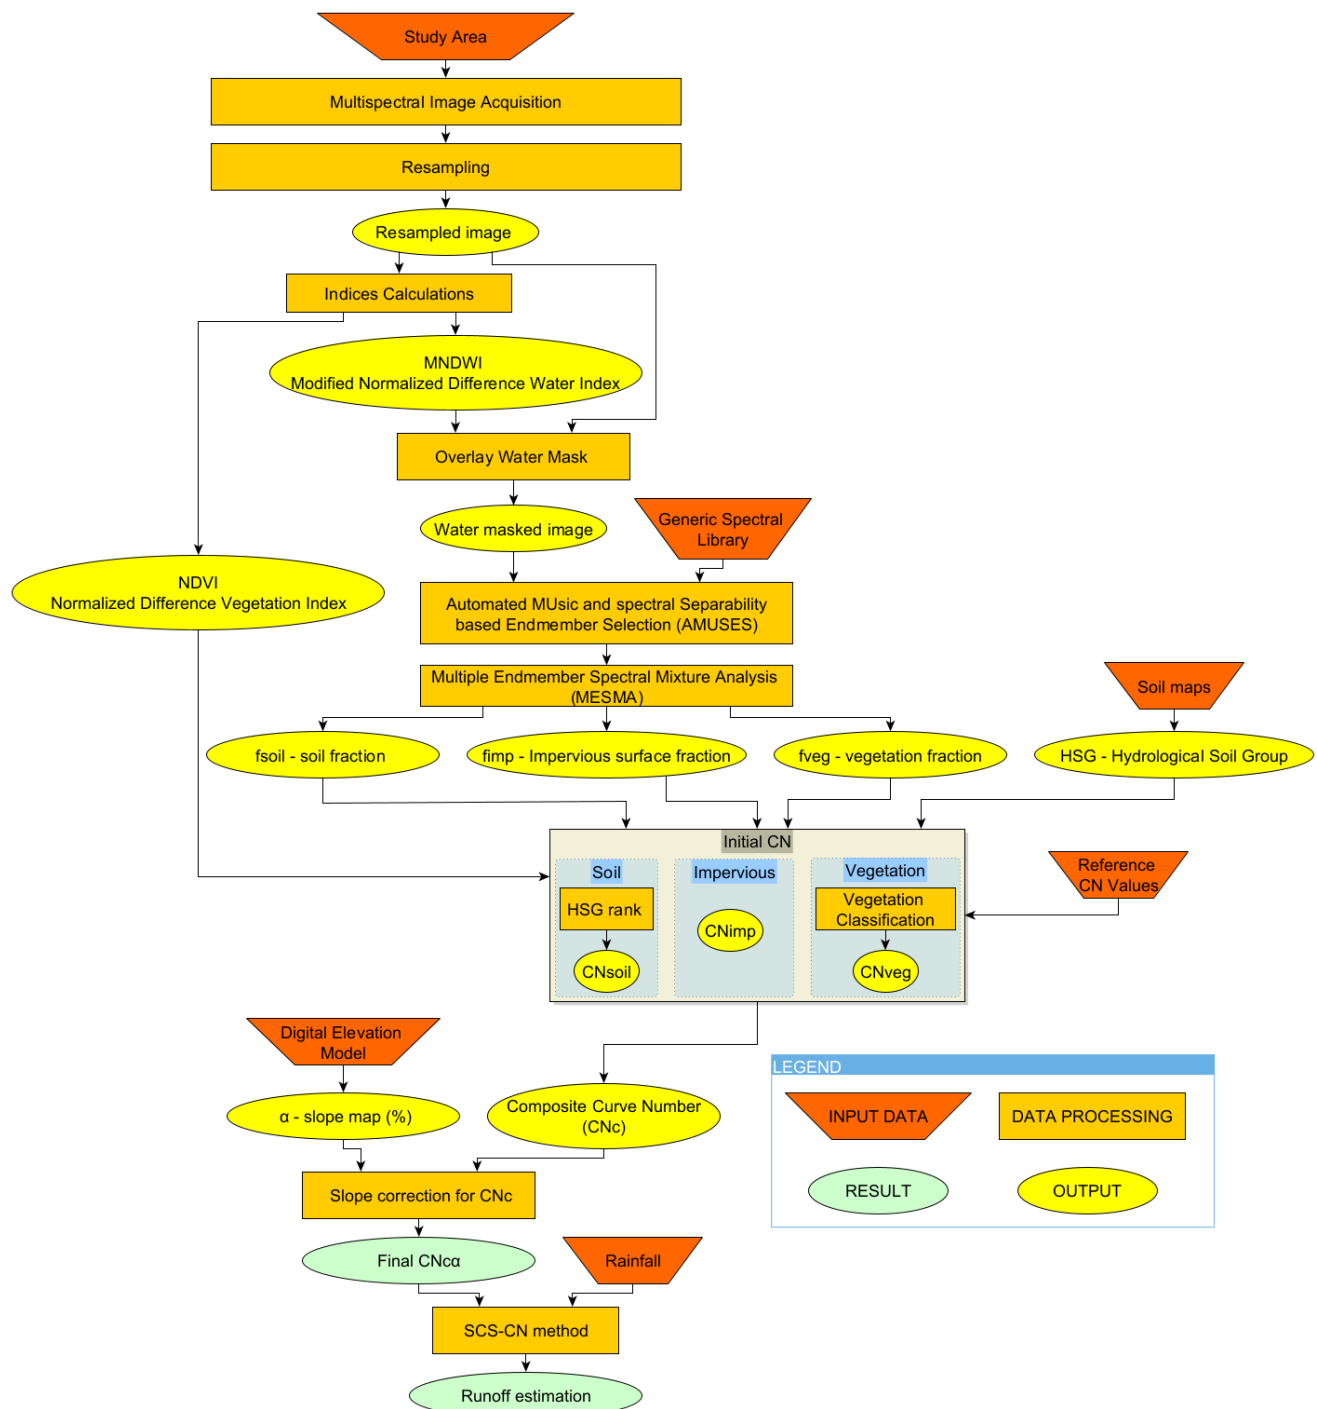 Study Area
Multispectral Image Acquisition
Resampling
Resampled image
Indices Calculations
MNDWI
Modified Normalized Difference Water Index
Overlay Water Mask
Water masked image
Generic Spectral
Library
NDVI
Normalized Difference Vegetation Index
Automated MUsic and spectral Separability
based Endmember Selection (AMUSES)
Multiple Endmember Spectral Mixture Analysis
(MESMA)
Soil maps
fsoil - soil fraction
fimp - Impervious surface fraction
fveg - vegetation fraction
HSG - Hydrological Soil Group
Initial CN
Soil
HSG rank
CNsoil
Impervious
CNimp
Vegetation
Vegetation
Classification
CNveg
Reference
CN Values
Digital Elevation
Model
α - slope map (%)
Composite Curve Number
(CNc)
Slope correction for CNc
Final CNcα
Rainfall
SCS-CN method
Runoff estimation
LEGEND
INPUT DATA
DATA PROCESSING
RESULT
OUTPUT